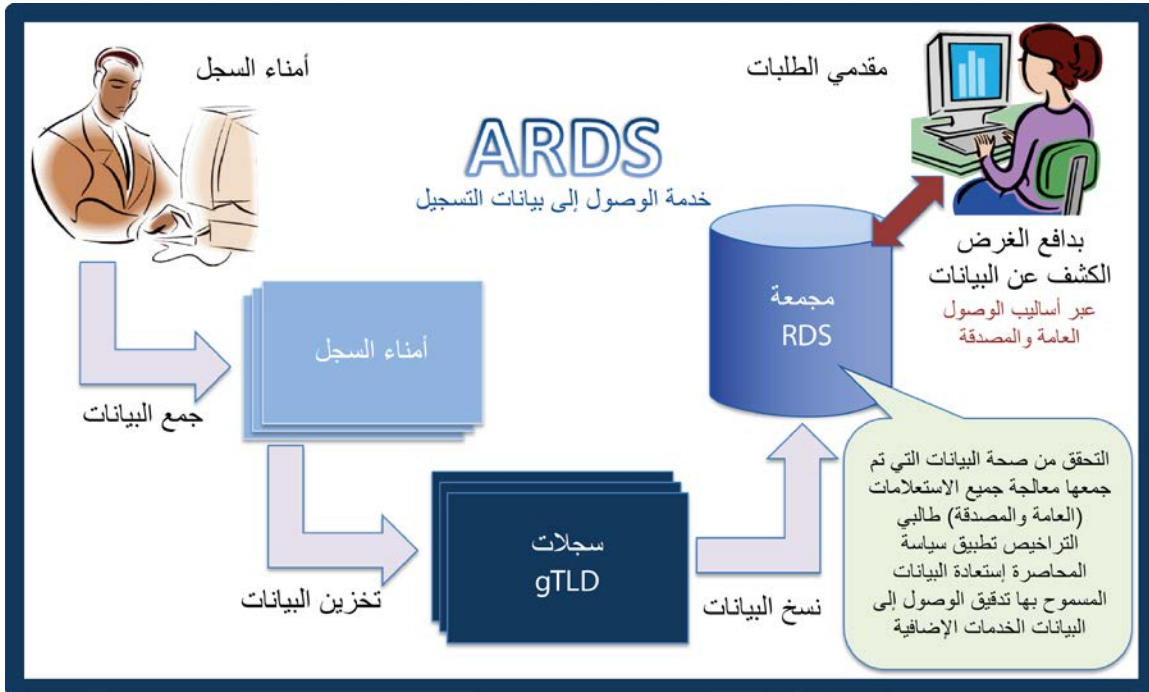 أمناء السجل
مقدمي الطلبات
ARDS
خدمة الوصول إلى بيانات التسجيل
بدافع الغرض
الكشف عن البيانات
عبر أساليب الوصول
العامة والمصدقة
مجمعة
RDS
أمناء السجل
جمع البيانات
سجلات
gTLD
تخزين البيانات
نسخ البيانات
التحقق من صحة البيانات التي تم
جمعها معالجة جميع الاستعلامات
(العامة والمصدقة) طالبي
التراخيص تطبيق سياسة
المحاصرة إستعادة البيانات
المسموح بها تدقيق الوصول إلى
البيانات الخدمات الإضافية